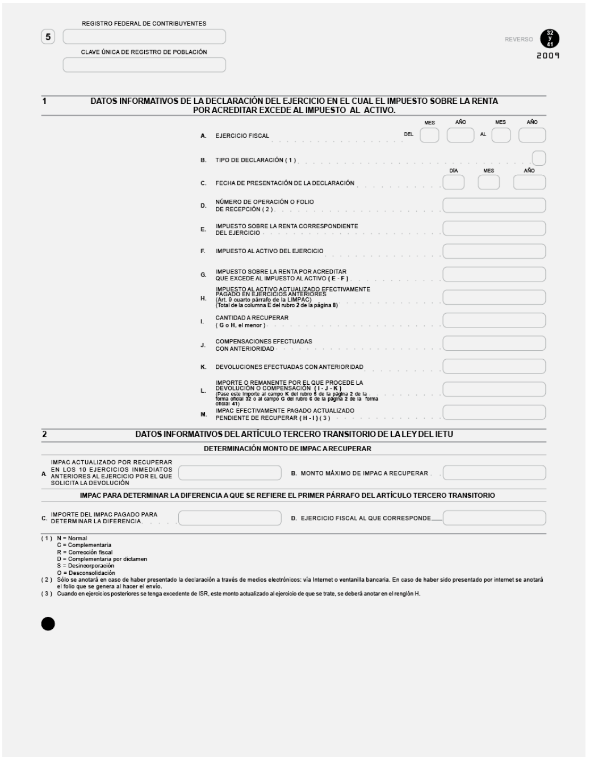 REGISTRO FEDERAL DE CONTRIBUYENTES
5
CLAVE ÚNICA DE REGISTRO DE POBLACIÓN
REVERSO
32
y
41
2009
1 DATOS INFORMATIVOS DE LA DECLARACIÓN DEL EJERCICIO EN EL CUAL EL IMPUESTO SOBRE LA RENTA
POR ACREDITAR EXCEDE AL IMPUESTO AL ACTIVO.
MES AÑO MES AÑO
A. EJERCICIO FISCAL DEL AL
B. TIPO DE DECLARACIÓN ( 1 )
DÍA MES AÑO
C. FECHA DE PRESENTACIÓN DE LA DECLARACIÓN
D. NÚMERO DE OPERACIÓN O FOLIO
DE RECEPCIÓN ( 2 )
E. IMPUESTO SOBRE LA RENTA CORRESPONDIENTE
DEL EJERCICIO
F. IMPUESTO AL ACTIVO DEL EJERCICIO
G. IMPUESTO SOBRE LA RENTA POR ACREDITAR
QUE EXCEDE AL IMPUESTO AL ACTIVO ( E - F )
H. IMPUESTO AL ACTIVO ACTUALIZADO EFECTIVAMENTE
PAGADO EN EJERCICIOS ANTERIORES
(Art. 9 cuarto párrafo de la LIMPAC)
(Total de la columna E del rubro 2 de la página 8)
I. CANTIDAD A RECUPERAR
( G o H, el menor )
J. COMPENSACIONES EFECTUADAS
CON ANTERIORIDAD
K. DEVOLUCIONES EFECTUADAS CON ANTERIORIDAD
L. IMPORTE O REMANENTE POR EL QUE PROCEDE LA
DEVOLUCIÓN O COMPENSACIÓN ( I - J - K )
(Pase este importe al campo K del rubro 5 de la página 2 de la
forma oficial 32 o al campo G del rubro 6 de la página 2 de la forma
oficial 41)
M. IMPAC EFECTIVAMENTE PAGADO ACTUALIZADO
PENDIENTE DE RECUPERAR ( H - I ) ( 3 )
2 DATOS INFORMATIVOS DEL ARTÍCULO TERCERO TRANSITORIO DE LA LEY DEL IETU
DETERMINACIÓN MONTO DE IMPAC A RECUPERAR
A. IMPAC ACTUALIZADO POR RECUPERAR
EN LOS 10 EJERCICIOS INMEDIATOS
ANTERIORES AL EJERCICIO POR EL QUE
SOLICITA LA DEVOLUCIÓN
B. MONTO MÁXIMO DE IMPAC A RECUPERAR
IMPAC PARA DETERMINAR LA DIFERENCIA A QUE SE REFIERE EL PRIMER PÁRRAFO DEL ARTÍCULO TERCERO TRANSITORIO
C. IMPORTE DEL IMPAC PAGADO PARA
DETERMINAR LA DIFERENCIA
D. EJERCICIO FISCAL AL QUE CORRESPONDE
( 1 ) N = Normal
C = Complementaria
R = Corrección fiscal
D = Complementaria por dictamen
S = Desincorporación
O = Desconsolidación
( 2 ) Sólo se anotará en caso de haber presentado la declaración a través de medios electrónicos: vía Internet o ventanilla bancaria. En caso de haber sido presentado por internet se anotará
el folio que se genera al hacer el envío.
( 3 ) Cuando en ejercicios posteriores se tenga excedente de ISR, este monto actualizado al ejercicio de que se trate, se deberá anotar en el renglón H.